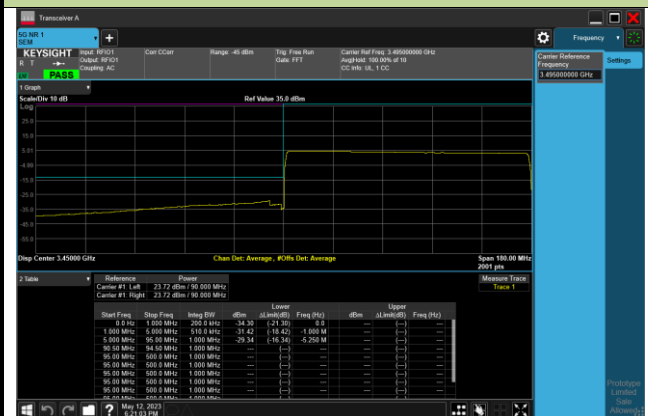 Transceiver A
5G NR 1
SEM
+
Frequency
KEYSIGHT
R T
LNI
PASS
Input: RFIO1
Output: RFIO1
Coupling: AC
Corr CCorr
Range: -45 dBm
Trig: Free Run
Gate: FFT
Carrier Ref Freq: 3.495000000 GHz
Avg|Hold: 100.00% of 10
CC Info: UL, 1 CC
Carrier Reference
Frequency
3.495000000 GHz
Settings
1 Graph
Scale/Div 10 dB
Ref Value 35.0 dBm
Log
25.0
15.0
5.01
-4.99
-15.0
-25.0
-35.0
-45.0
-55.0
Disp Center 3.45000 GHz
Chan Det: Average , #Offs Det: Average
Span 180.00 MHz
2001 pts
2 Table
Reference Power
Carrier #1: Left 23.72 dBm / 90.000 MHz
Carrier #1: Right 23.72 dBm / 90.000 MHz
Measure Trace
Trace 1
Lower Upper
Start Freq Stop Freq Integ BW dBm ΔLimit(dB) Freq (Hz) dBm ΔLimit(dB) Freq (Hz)
0.0 Hz 1.000 MHz 200.0 kHz -34.30 (-21.30) 0.0 --- (---) ---
1.000 MHz 5.000 MHz 510.0 kHz -31.42 (-18.42) -1.000 M --- (---) ---
5.000 MHz 95.00 MHz 1.000 MHz -29.34 (-16.34) -5.250 M --- (---) ---
90.50 MHz 94.50 MHz 1.000 MHz --- (---) --- --- (---) ---
95.00 MHz 500.0 MHz 1.000 MHz --- (---) --- --- (---) ---
95.00 MHz 500.0 MHz 1.000 MHz --- (---) --- --- (---) ---
95.00 MHz 500.0 MHz 1.000 MHz --- (---) --- --- (---) ---
95.00 MHz 500.0 MHz 1.000 MHz --- (---) --- --- (---) ---
95.00 MHz 500.0 MHz 1.000 MHz --- (---) --- --- (---) ---
Prototype
Limited
Sale
Allowed
?
May 12, 2023
6:21:03 PM